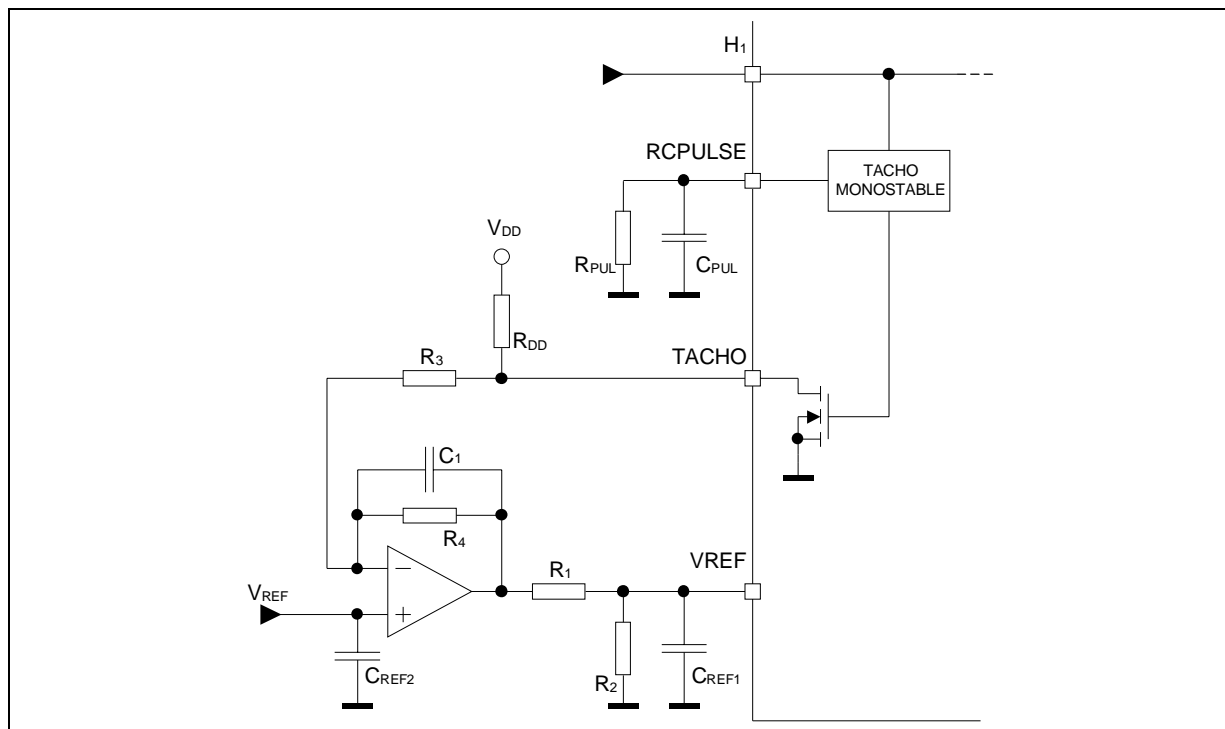 H1
RCPULSE
TACHO
MONOSTABLE
VDD
RPUL
CPUL
RDD
R3
TACHO
C1
R4
VREF
R1
VREF
CREF2
R2
CREF1